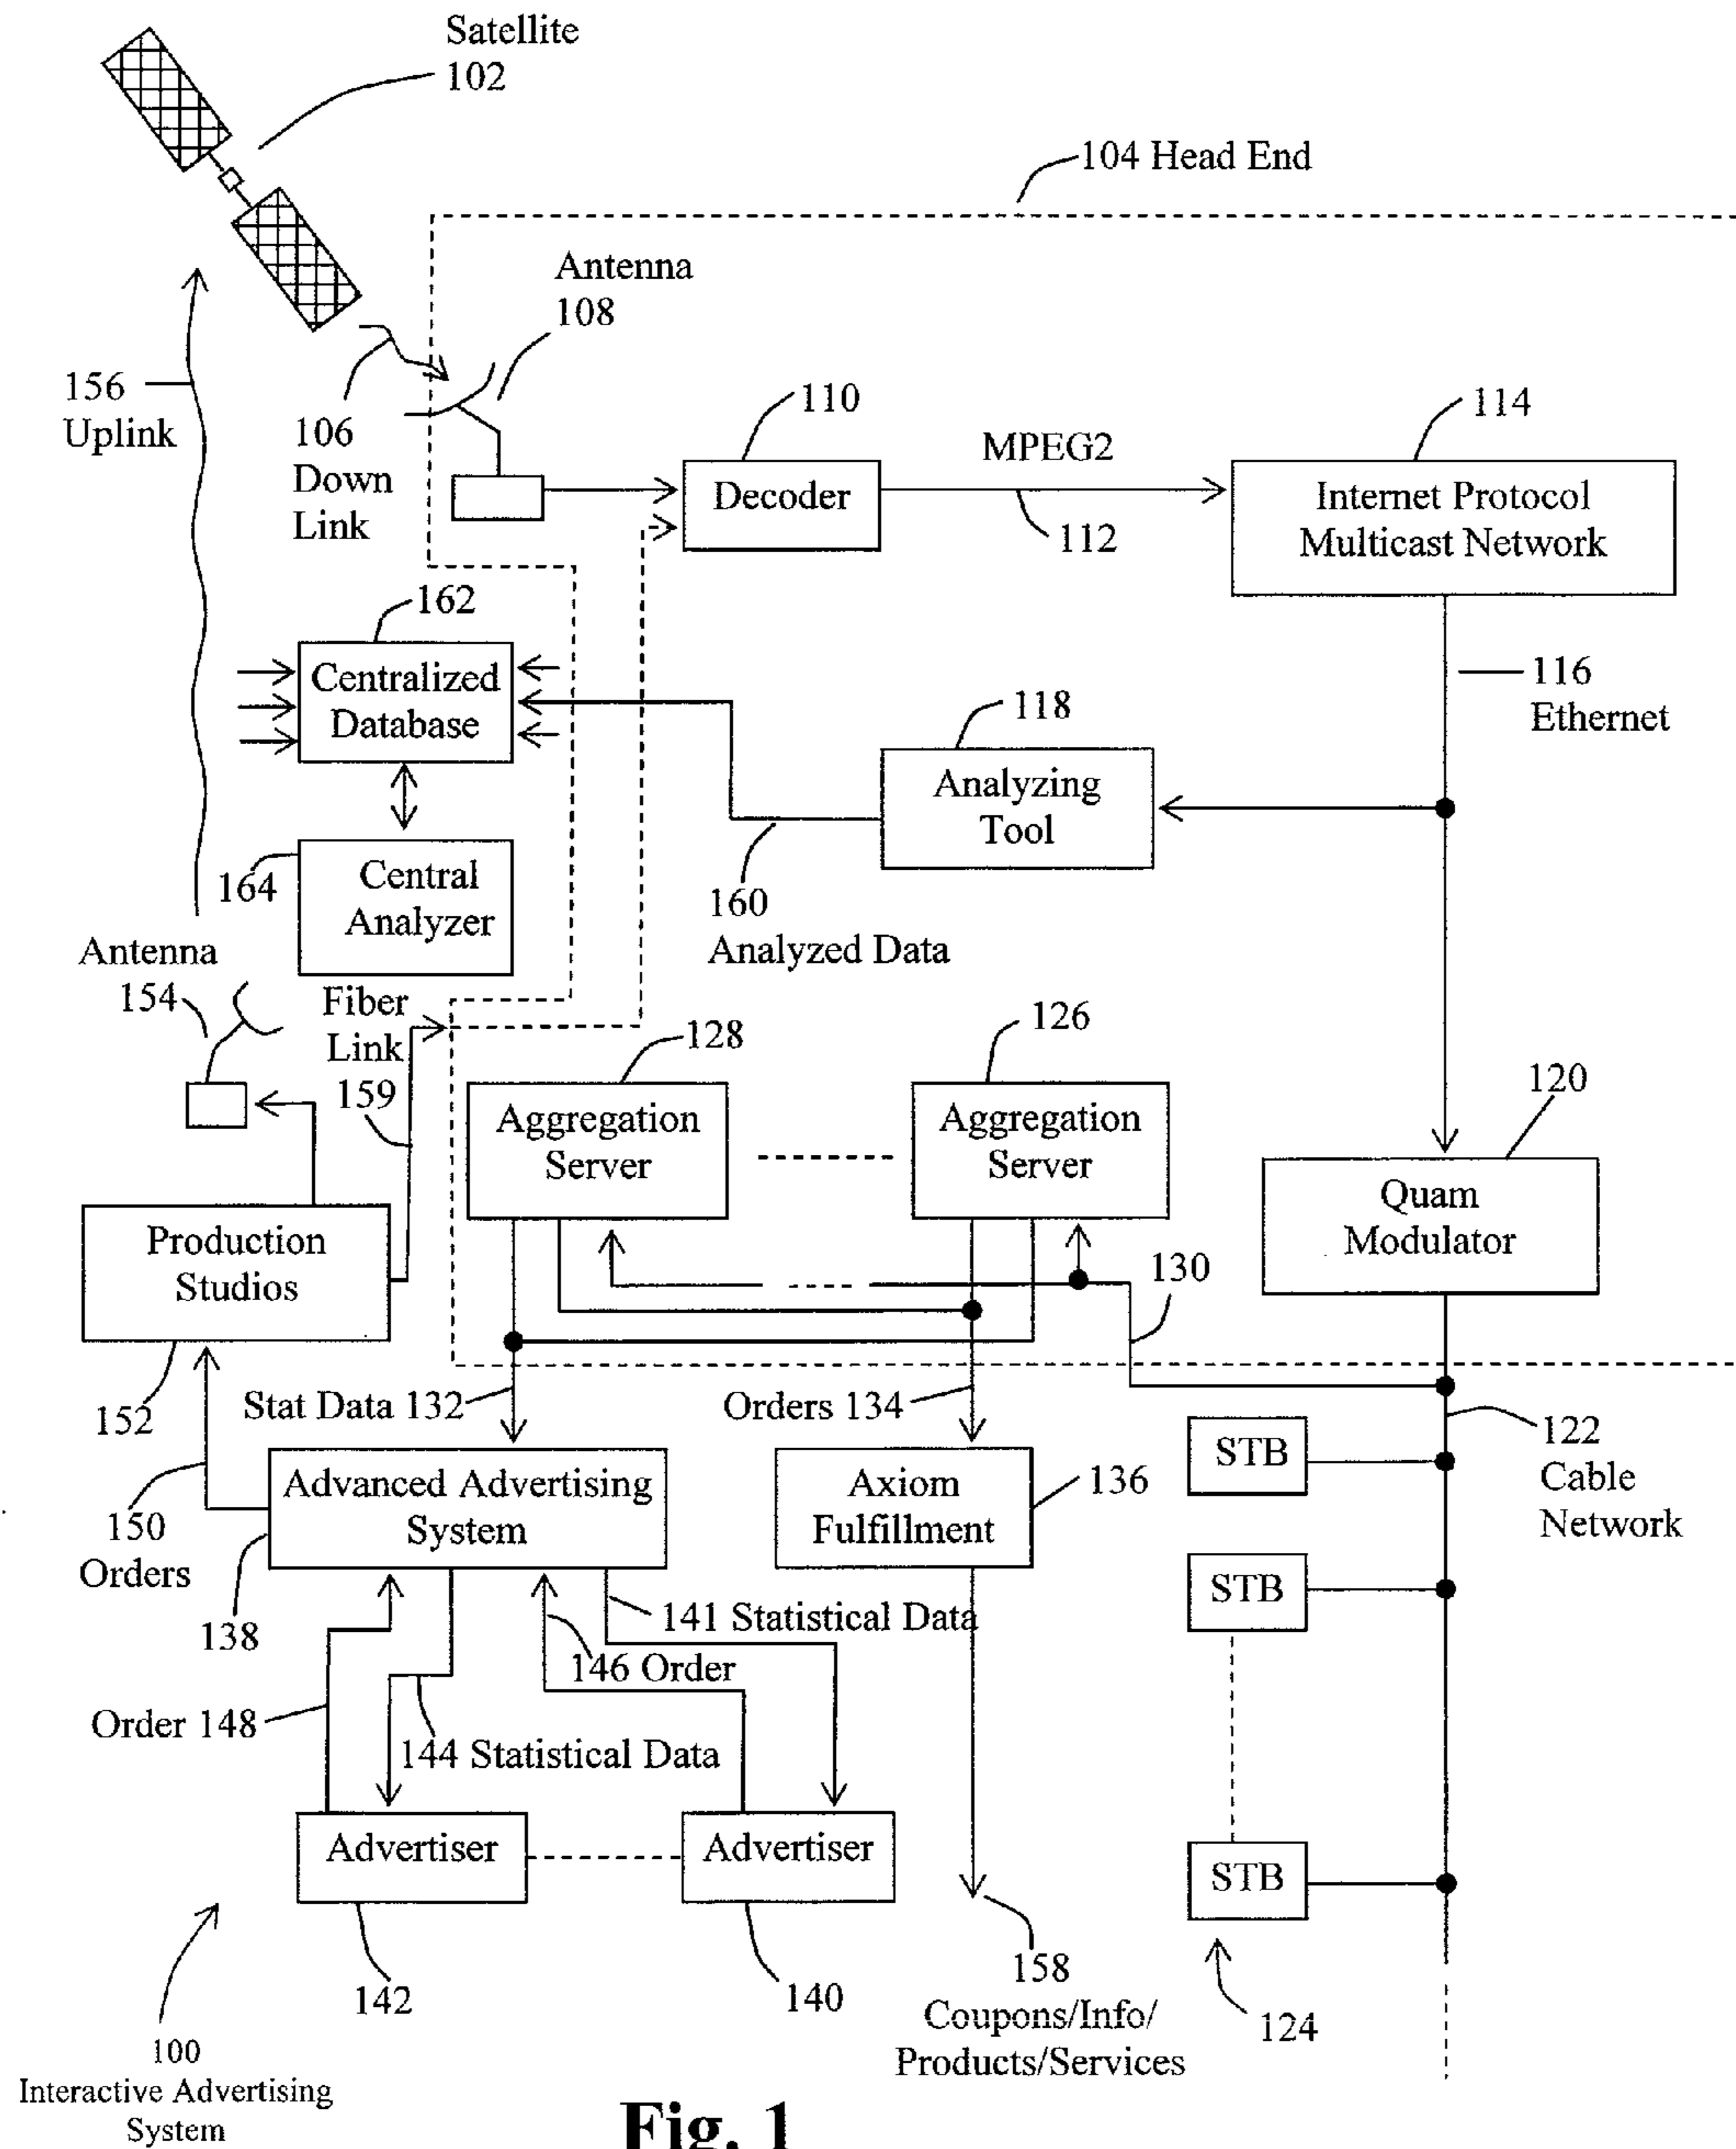 Satellite
102
104 Head End
Antenna
108
156
Uplink
106
Down
Link
110
Decoder
MPEG2
112
114
Internet Protocol
Multicast Network
162
Centralized
Database
116
Ethernet
118
Analyzing
Tool
164
Central
Analyzer
160
Analyzed Data
Antenna
154
Fiber
Link
159
128
Aggregation
Server
126
Aggregation
Server
120
Quam
Modulator
Production
Studios
152
130
Stat Data 132
Orders 134
122
Cable
Network
STB
STB
STB
124
Advanced Advertising
System
138
Axiom
Fulfillment
136
150
Orders
141 Statistical Data
146 Order
Order 148
144 Statistical Data
Advertiser
142
Advertiser
140
158
Coupons/Info/
Products/Services
100
Interactive Advertising
System
Fig. 1